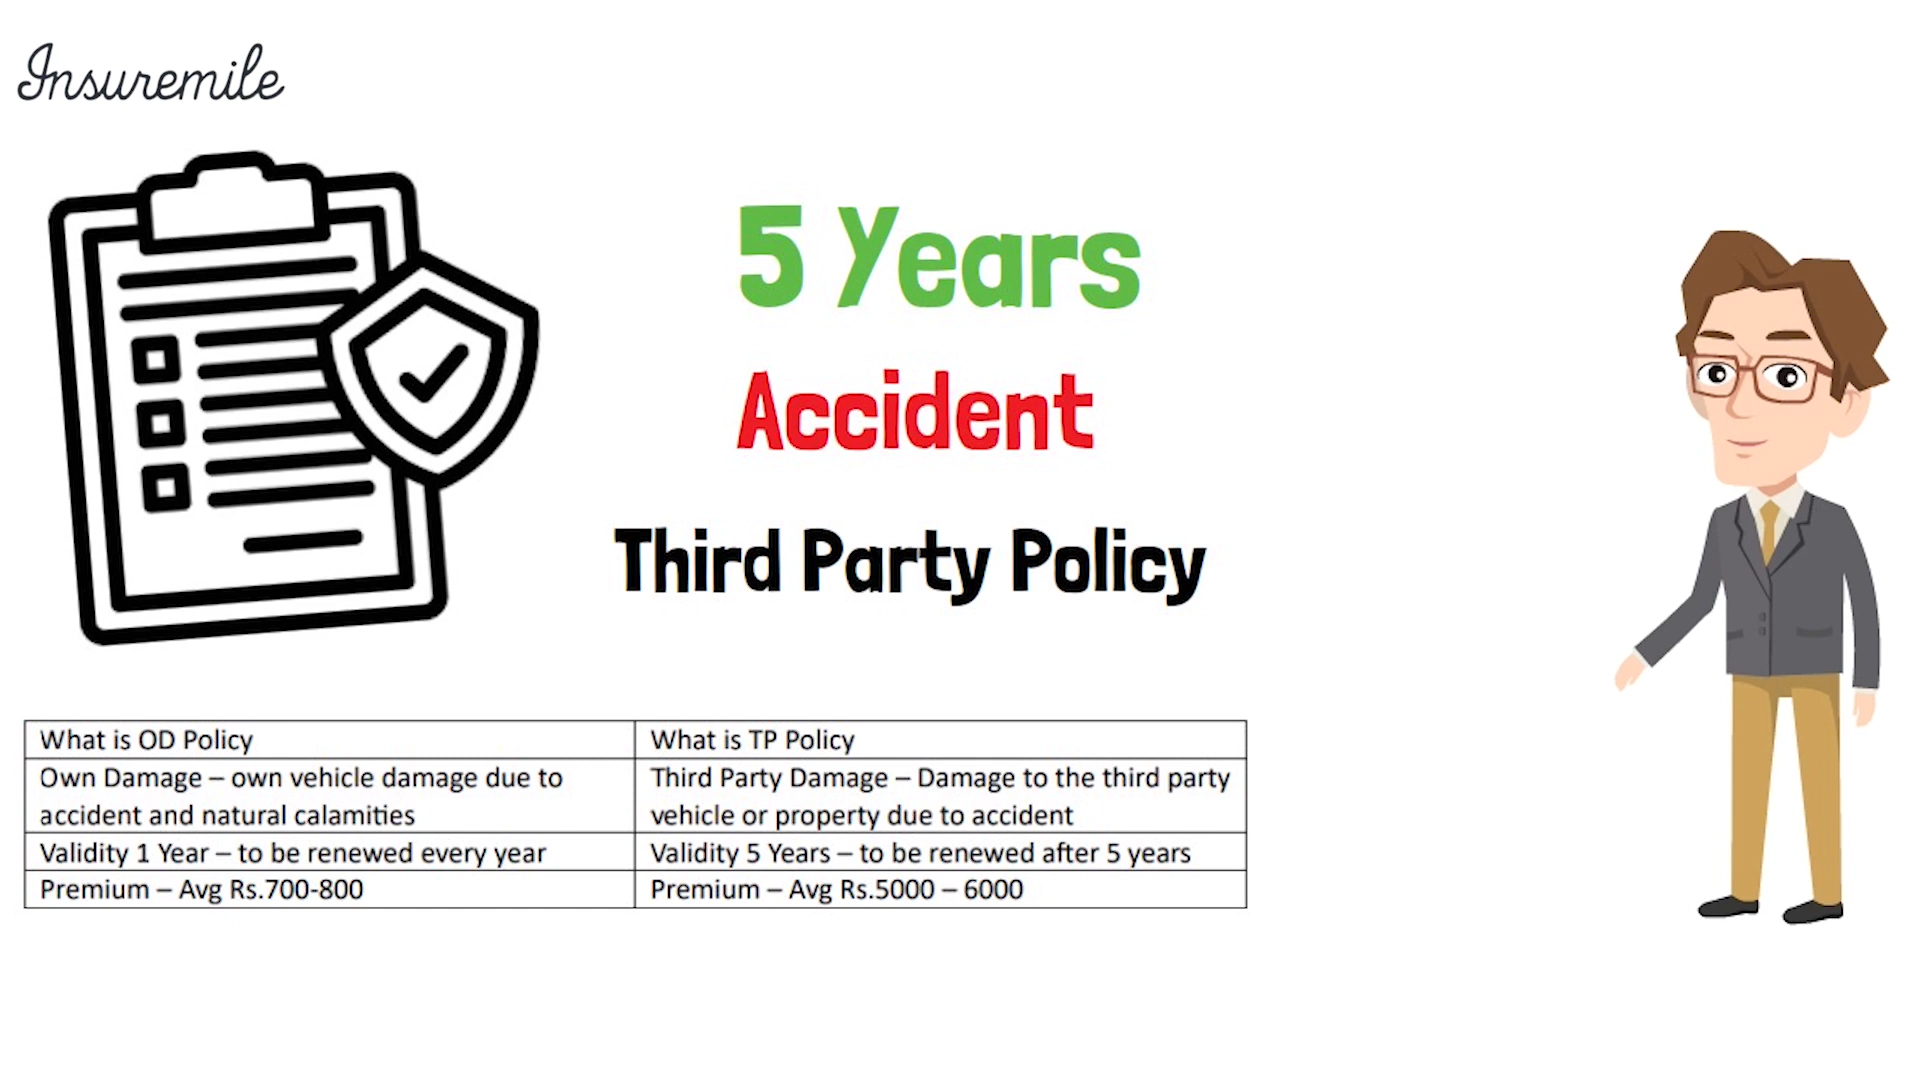 Insuremile
5 Years
Accident
Third Party Policy
What is OD Policy
What is TP Policy
Own Damage – own vehicle damage due to
accident and natural calamities
Third Party Damage – Damage to the third party
vehicle or property due to accident
Validity 1 Year – to be renewed every year
Validity 5 Years – to be renewed after 5 years
Premium – Avg Rs.700-800
Premium – Avg Rs.5000 – 6000